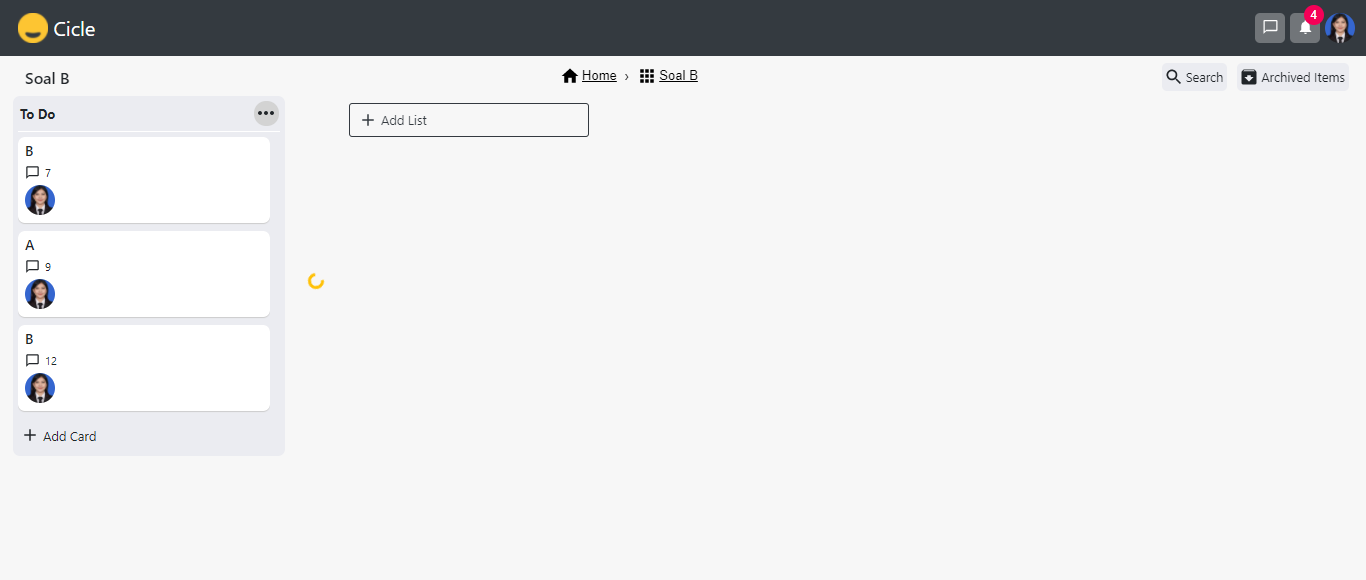 Cicle
4
Soal B
Home › Soal B
Search
Archived Items
To Do
B
7
A
9
B
12
+ Add Card
+ Add List